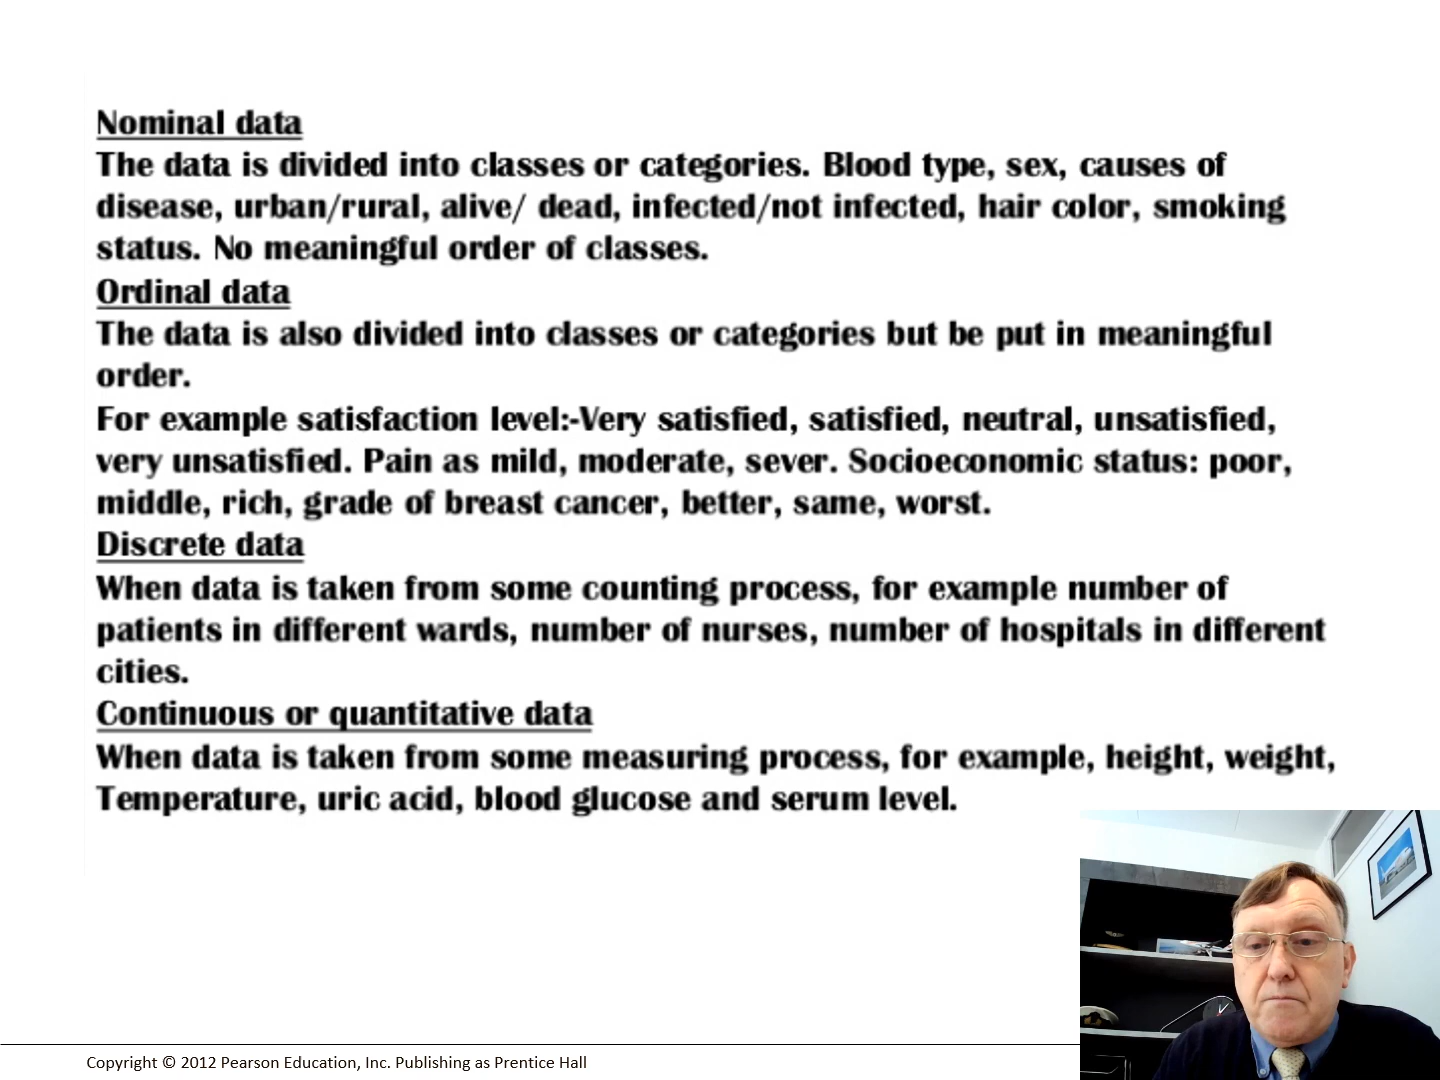 Nominal data
The data is divided into classes or categories. Blood type, sex, causes of
disease, urban/rural, alive/ dead, infected/not infected, hair color, smoking
status. No meaningful order of classes.
Ordinal data
The data is also divided into classes or categories but be put in meaningful
order.
For example satisfaction level:-Very satisfied, satisfied, neutral, unsatisfied,
very unsatisfied. Pain as mild, moderate, sever. Socioeconomic status: poor,
middle, rich, grade of breast cancer, better, same, worst.
Discrete data
When data is taken from some counting process, for example number of
patients in different wards, number of nurses, number of hospitals in different
cities.
Continuous or quantitative data
When data is taken from some measuring process, for example, height, weight,
Temperature, uric acid, blood glucose and serum level.
Copyright © 2012 Pearson Education, Inc. Publishing as Prentice Hall